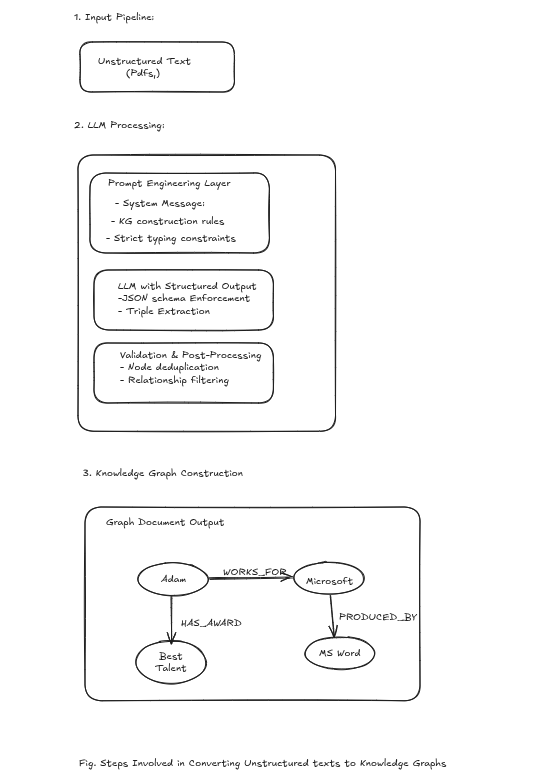 1. Input Pipeline:
Unstructured Text
(Pdfs,)
2. LLM Processing:
Prompt Engineering Layer
- System Message:
- KG construction rules
- Strict typing constraints
LLM with Structured Output
-JSON schema Enforcement
- Triple Extraction
Validation & Post-Processing
- Node deduplication
- Relationship filtering
3. Knowledge Graph Construction
Graph Document Output
Adam
WORKS_FOR
Microsoft
HAS_AWARD
PRODUCED_BY
Best
Talent
MS Word
Fig. Steps Involved in Converting Unstructured texts to Knowledge Graphs